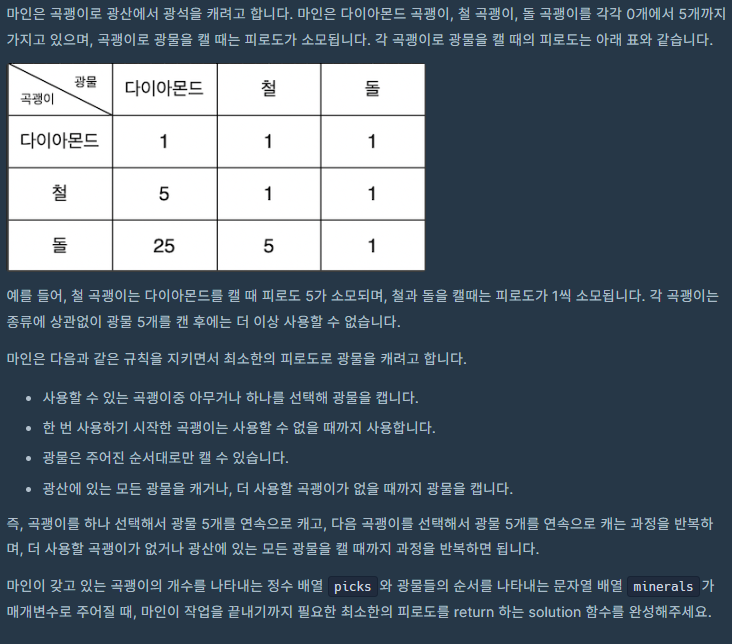 마인은 곡괭이로 광산에서 광석을 캐려고 합니다. 마인은 다이아몬드 곡괭이, 철 곡괭이, 돌 곡괭이를 각각 0개에서 5개까지
가지고 있으며, 곡괭이로 광물을 캘 때는 피로도가 소모됩니다. 각 곡괭이로 광물을 캘 때의 피로도는 아래 표와 같습니다.
광물
곡괭이
다이아몬드 철 돌
다이아몬드 1 1 1
철 5 1 1
돌 25 5 1
예를 들어, 철 곡괭이는 다이아몬드를 캘 때 피로도 5가 소모되며, 철과 돌을 캘때는 피로도가 1씩 소모됩니다. 각 곡괭이는
종류에 상관없이 광물 5개를 캔 후에는 더 이상 사용할 수 없습니다.
마인은 다음과 같은 규칙을 지키면서 최소한의 피로도로 광물을 캐려고 합니다.
• 사용할 수 있는 곡괭이중 아무거나 하나를 선택해 광물을 캡니다.
• 한 번 사용하기 시작한 곡괭이는 사용할 수 없을 때까지 사용합니다.
• 광물은 주어진 순서대로만 캘 수 있습니다.
• 광산에 있는 모든 광물을 캐거나, 더 사용할 곡괭이가 없을 때까지 광물을 캡니다.
즉, 곡괭이를 하나 선택해서 광물 5개를 연속으로 캐고, 다음 곡괭이를 선택해서 광물 5개를 연속으로 캐는 과정을 반복하
며, 더 사용할 곡괭이가 없거나 광산에 있는 모든 광물을 캘 때까지 과정을 반복하면 됩니다.
마인이 갖고 있는 곡괭이의 개수를 나타내는 정수 배열 picks 와 광물들의 순서를 나타내는 문자열 배열 minerals 가
매개변수로 주어질 때, 마인이 작업을 끝내기까지 필요한 최소한의 피로도를 return 하는 solution 함수를 완성해주세요.